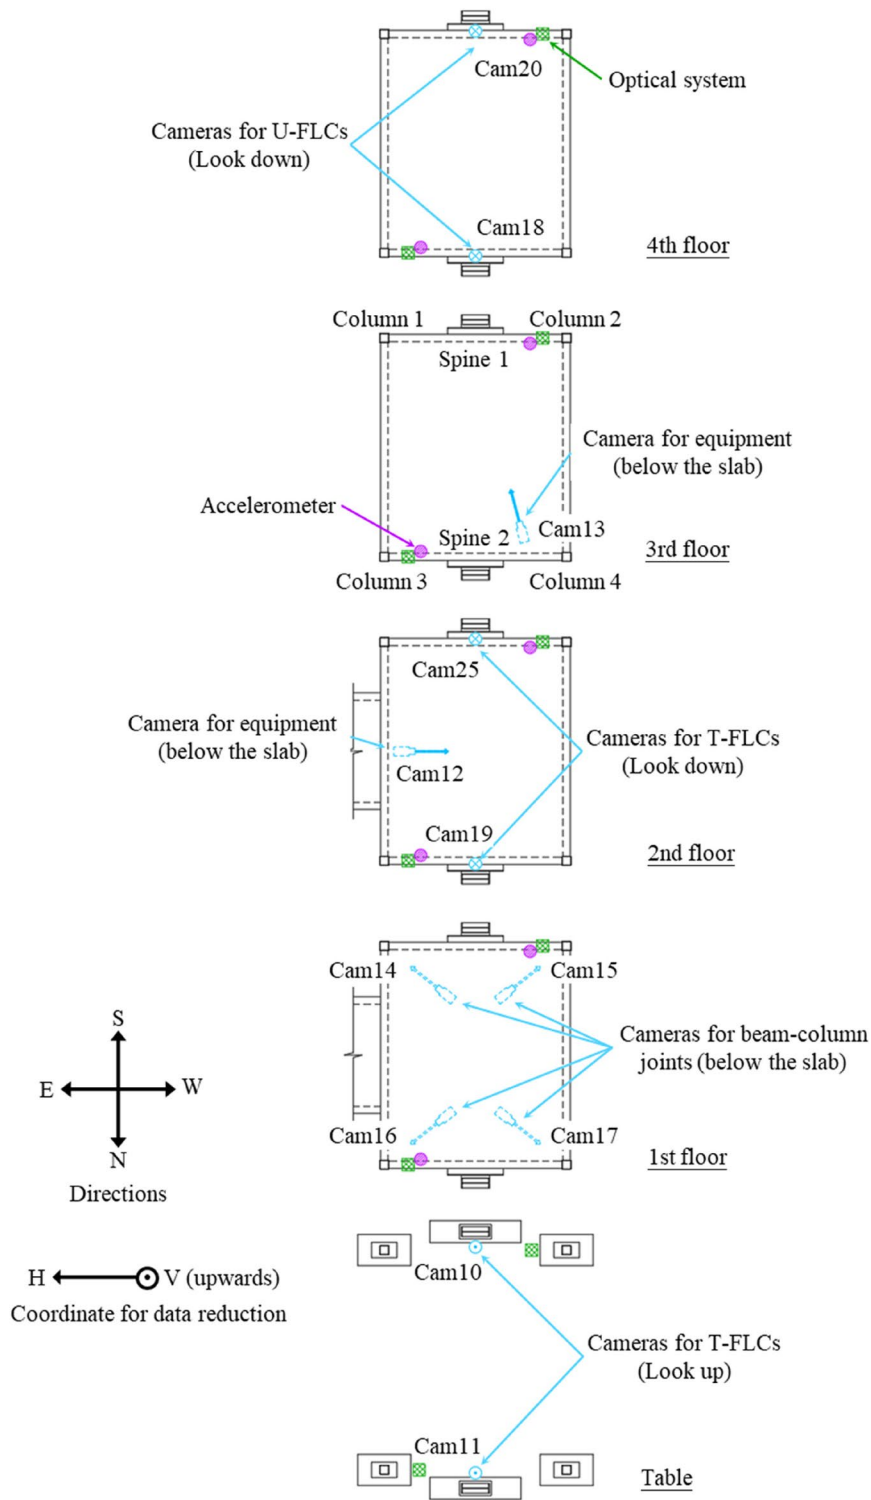 Cam20
Optical system
Cameras for U-FLCs
(Look down)
Cam18
4th floor
Column 1
Column 2
Spine 1
Camera for equipment
(below the slab)
Accelerometer
Spine 2
Cam13
3rd floor
Column 3
Column 4
Cam25
Camera for equipment
(below the slab)
Cameras for T-FLCs
(Look down)
Cam12
Cam19
2nd floor
Cam14
Cam15
Cameras for beam-column
joints (below the slab)
S
E
W
N
Directions
Cam16
Cam17
1st floor
H
V (upwards)
Coordinate for data reduction
Cam10
Cameras for T-FLCs
(Look up)
Cam11
Table